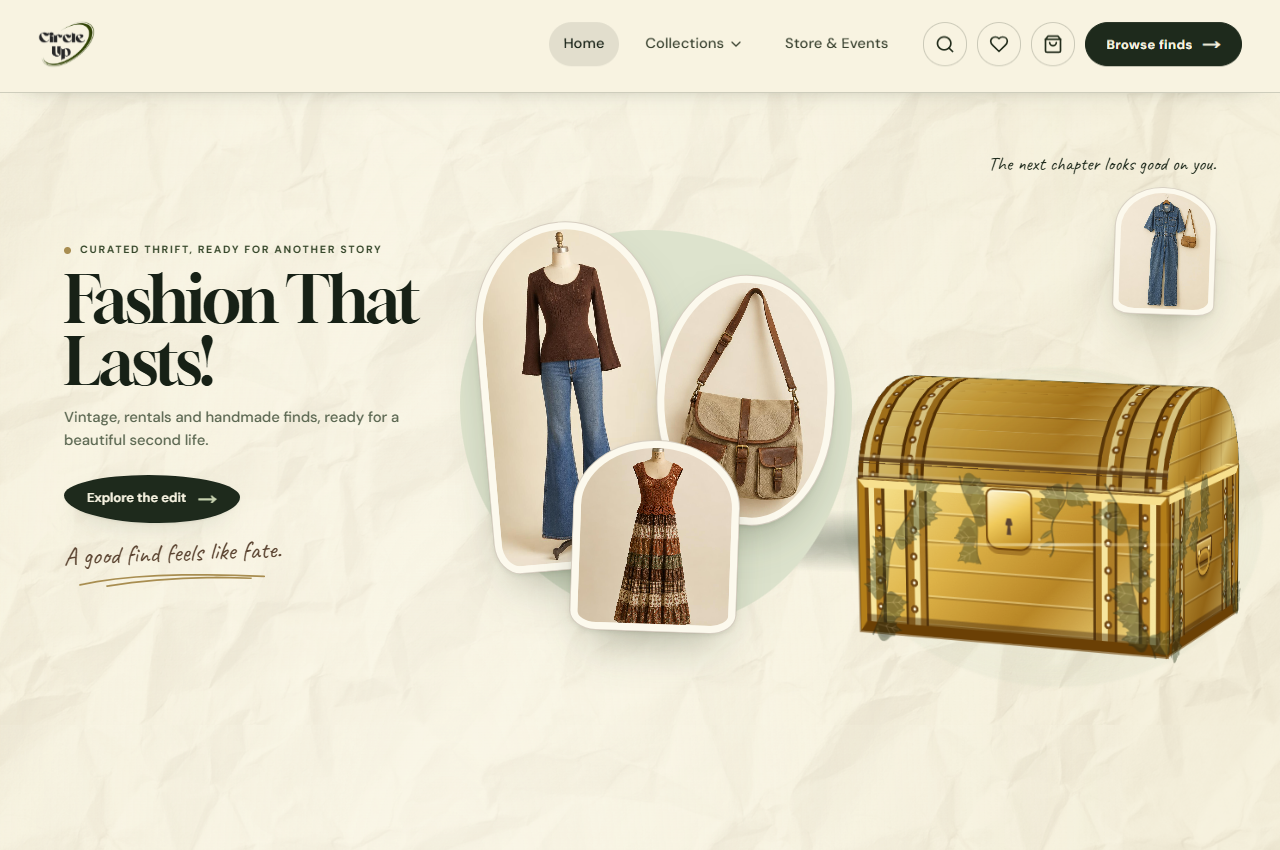 Circle
Up
Home
Collections
Store & Events
Browse finds
The next chapter looks good on you.
CURATED THRIFT, READY FOR ANOTHER STORY
Fashion That
Lasts!
Vintage, rentals and handmade finds, ready for a
beautiful second life.
Explore the edit
A good find feels like fate.